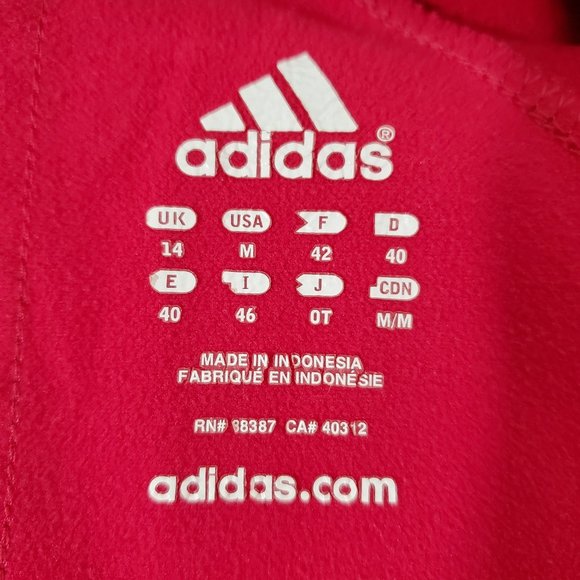 adidas®
UK USA F D
14 M 42 40
E I J CDN
40 46 OT M/M
MADE IN INDONESIA
FABRIQUÉ EN INDONÉSIE
RN# 88387 CA# 40312
adidas.com